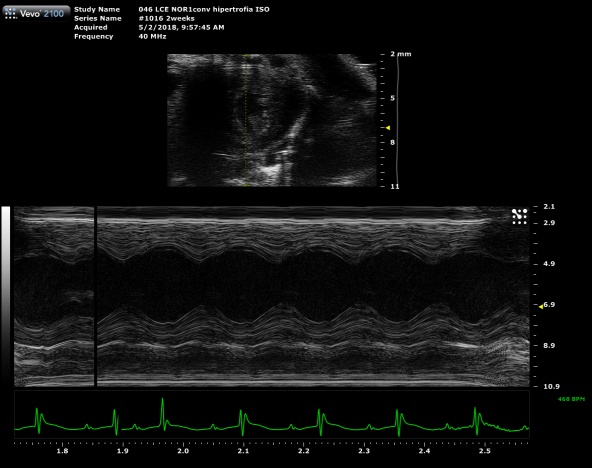 Vevo 2100
Study Name 046 LCE NOR1conv hipertrofia ISO
Series Name #1016 2weeks
Acquired 5/2/2018, 9:57:45 AM
Frequency 40 MHz
2 mm
5
8
11
2.1
2.9
4.9
6.9
8.9
10.9
468 BPM
1.8 1.9 2.0 2.1 2.2 2.3 2.4 2.5